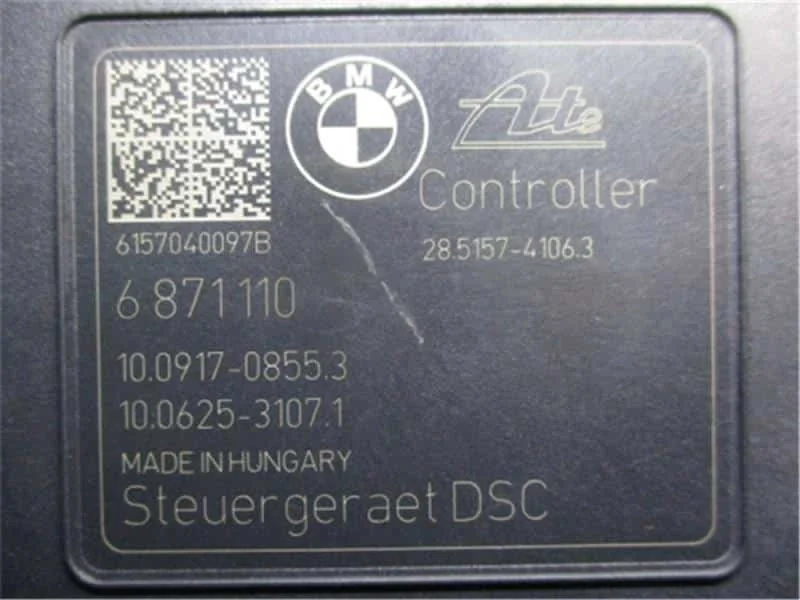 BMW
Ate
Controller
6157040097B
28.5157-4106.3
6 871 110
10.0917-0855.3
10.0625-3107.1
MADE IN HUNGARY
Steuergeraet DSC